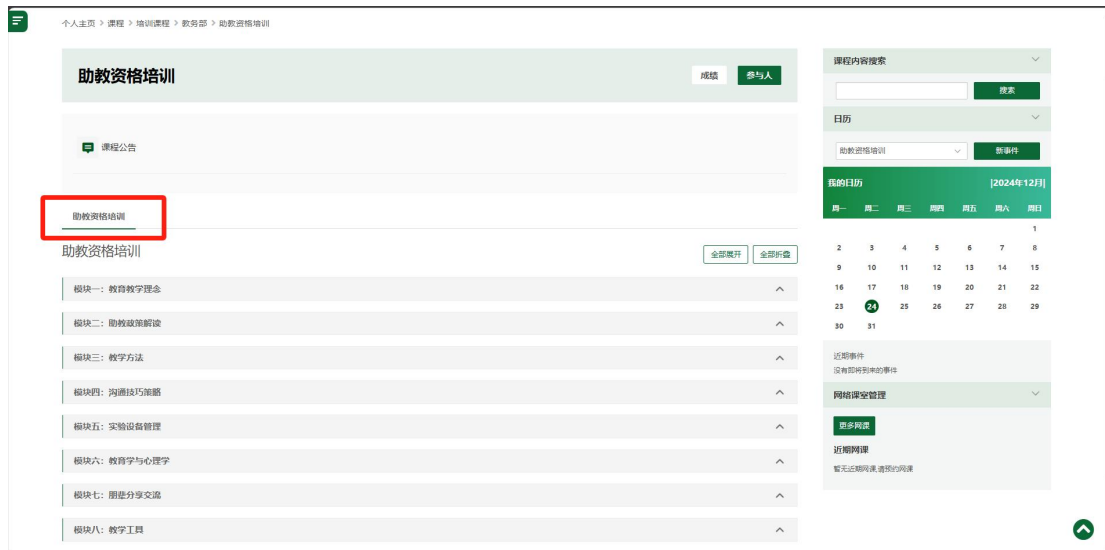 个人主页 > 课程 > 培训课程 > 教务部 > 助教资格培训
助教资格培训
成绩 参与人
课程公告
助教资格培训
助教资格培训
全部展开 全部折叠
模块一：教育教学理念
模块二：助教政策解读
模块三：教学方法
模块四：沟通技巧策略
模块五：实验设备管理
模块六：教育学与心理学
模块七：朋辈分享交流
模块八：教学工具
课程内容搜索
搜索
日历
助教资格培训 新事件
我的日历 |2024年12月|
周一 周二 周三 周四 周五 周六 周日
1
2 3 4 5 6 7 8
9 10 11 12 13 14 15
16 17 18 19 20 21 22
23 24 25 26 27 28 29
30 31
近期事件
没有即将到来的事件
网络课室管理
更多网课
近期网课
暂无近期网课,请预约网课